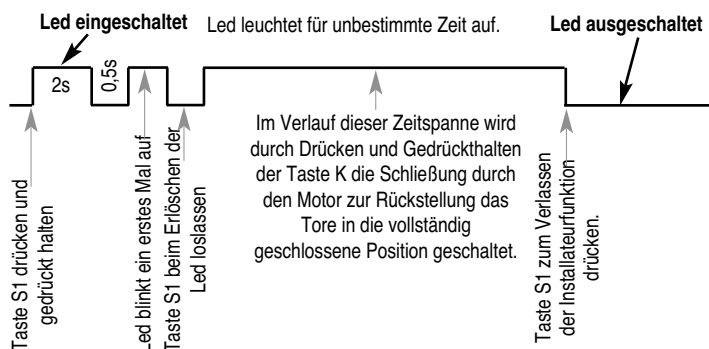 Led eingeschaltet
Led leuchtet für unbestimmte Zeit auf.
Led ausgeschaltet
2s
0,5s
Im Verlauf dieser Zeitspanne wird
durch Drücken und Gedrückthalten
der Taste K die Schließung durch
den Motor zur Rückstellung das
Tore in die vollständig
geschlossene Position geschaltet.
Taste S1 drücken und
gedrückt halten
Led blinkt ein erstes Mal auf
Taste S1 beim Erlöschen der
Led loslassen
Taste S1 zum Verlassen
der Installateurfunktion
drücken.